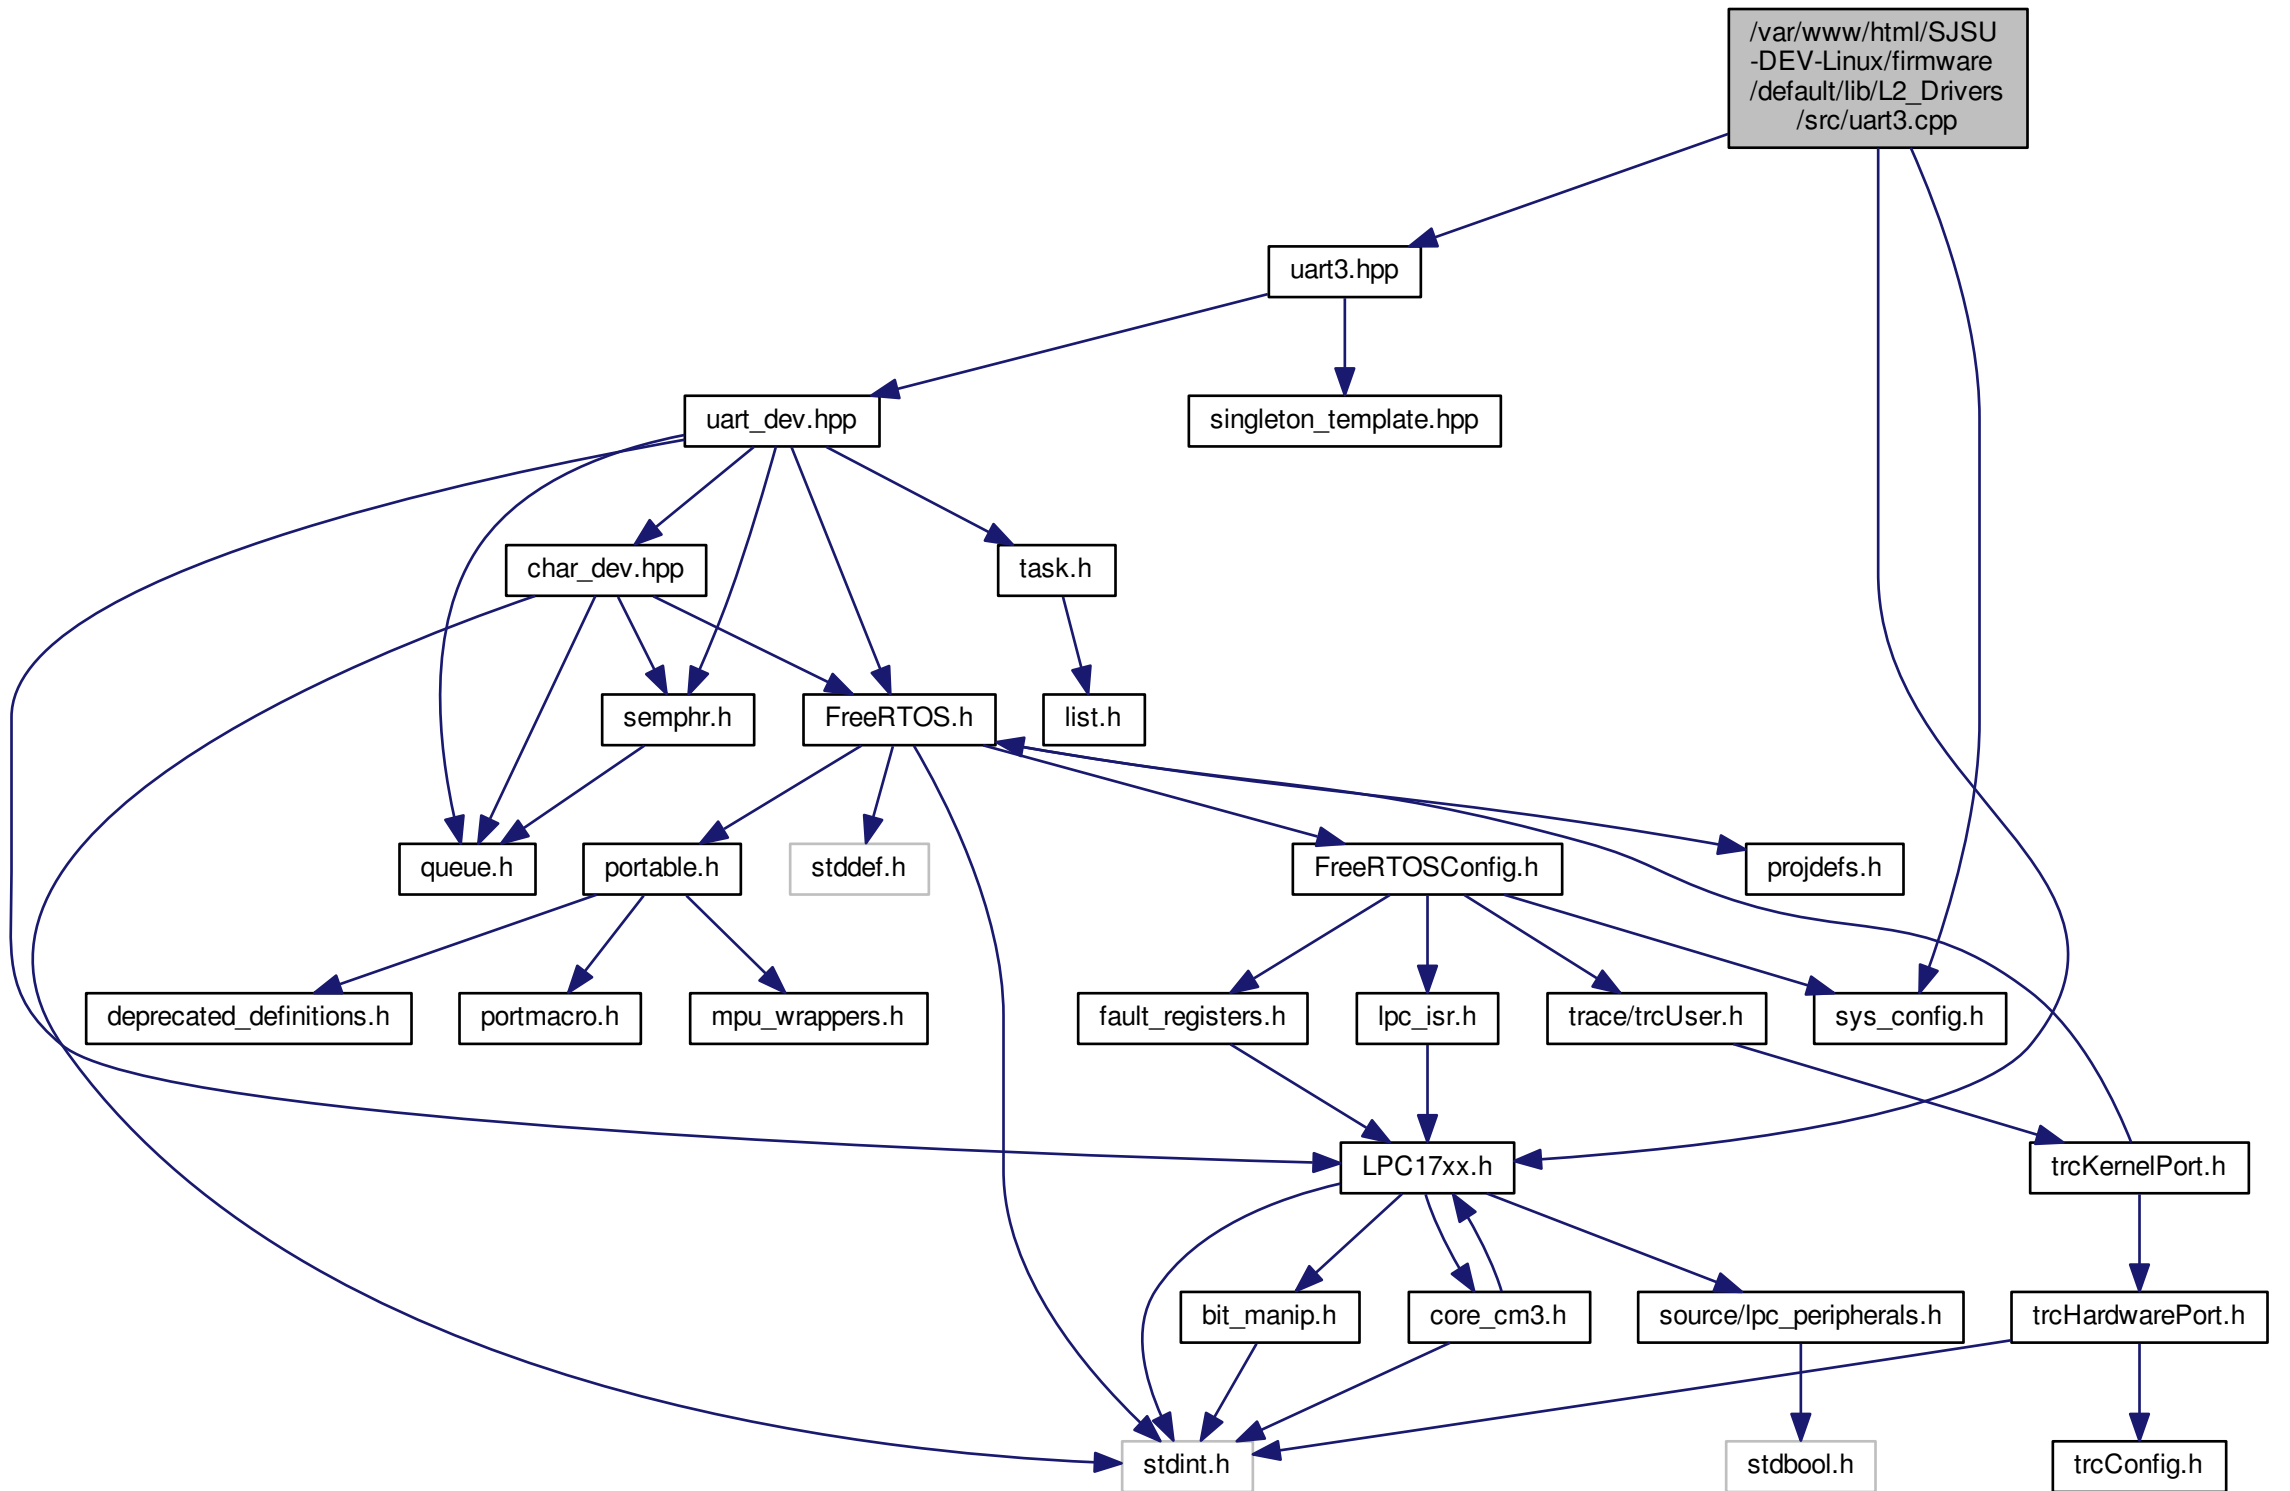 /var/www/html/SJSU
-DEV-Linux/firmware
/default/lib/L2_Drivers
/src/uart3.cpp
uart3.hpp
uart_dev.hpp
singleton_template.hpp
char_dev.hpp
task.h
semphr.h
FreeRTOS.h
list.h
queue.h
portable.h
stddef.h
FreeRTOSConfig.h
projdefs.h
deprecated_definitions.h
portmacro.h
mpu_wrappers.h
fault_registers.h
lpc_isr.h
trace/trcUser.h
sys_config.h
LPC17xx.h
trcKernelPort.h
bit_manip.h
core_cm3.h
source/lpc_peripherals.h
trcHardwarePort.h
stdint.h
stdbool.h
trcConfig.h